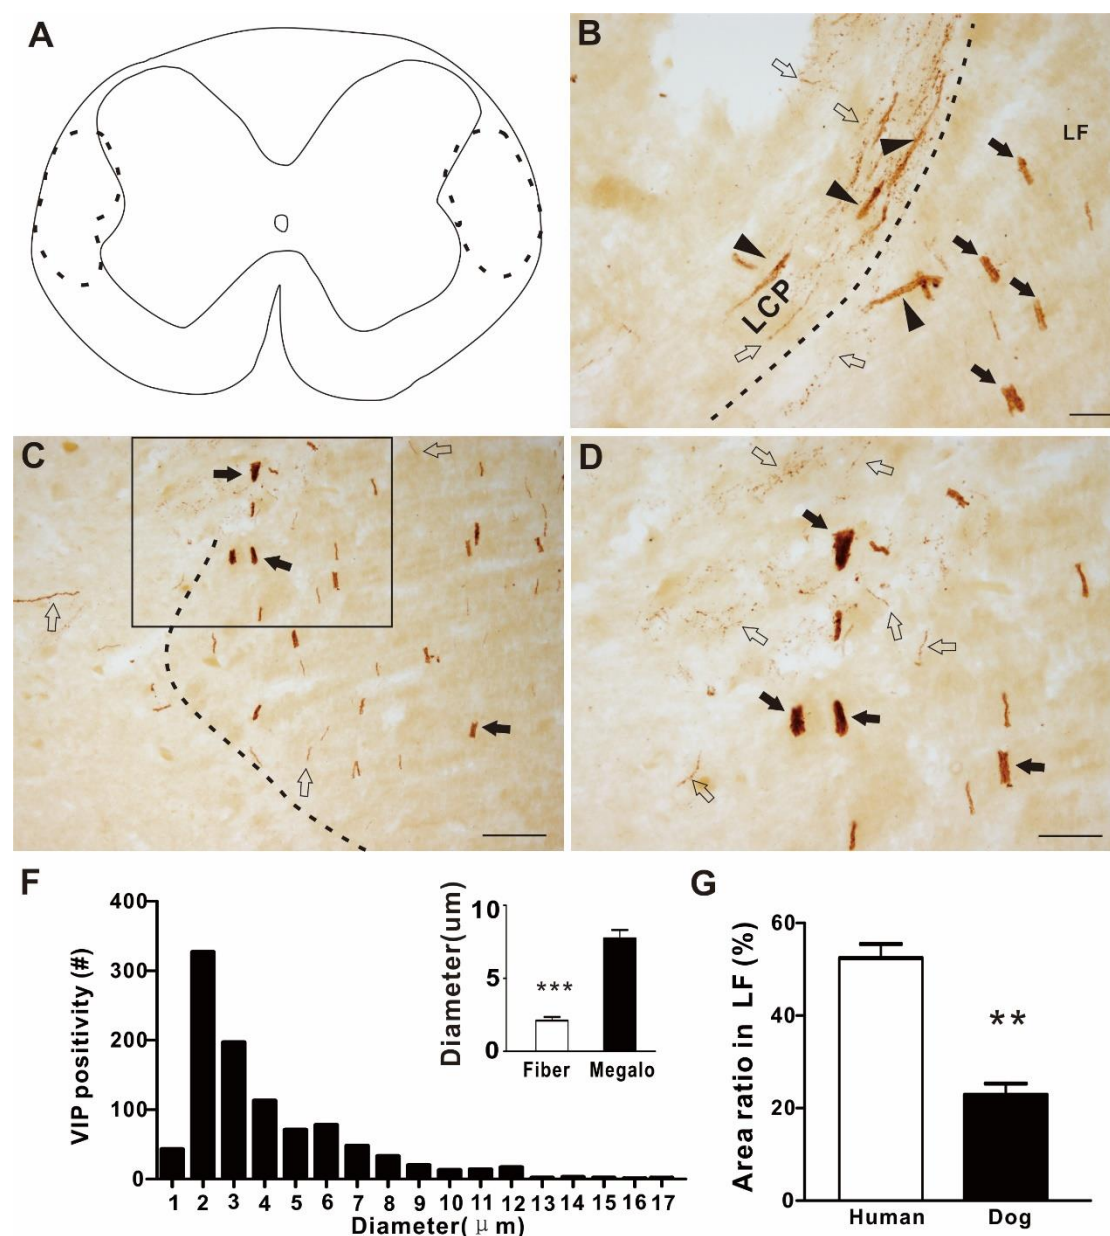 A
B
LF
LCP
C
D
F
VIP positivity (#)
400
300
200
100
0
1 2 3 4 5 6 7 8 9 10 11 12 13 14 15 16 17
Diameter( μm)
Diameter(um)
10
5
0
***
Fiber Megalo
G
Area ratio in LF (%)
60
40
20
0
**
Human Dog